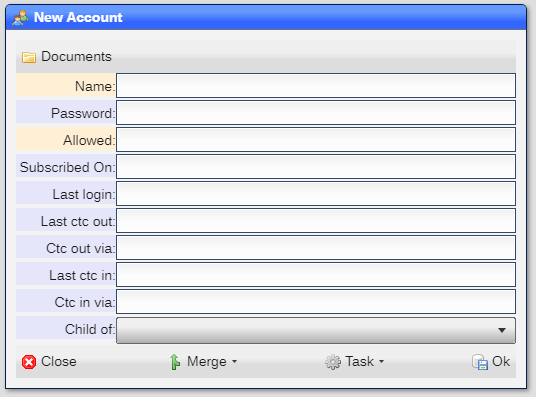 New Account
Documents
Name:
Password:
Allowed:
Subscribed On:
Last login:
Last ctc out:
Ctc out via:
Last ctc in:
Ctc in via:
Child of:
Close Merge Task Ok